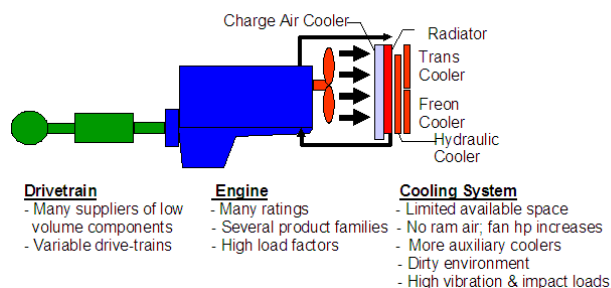 Charge Air Cooler
Radiator
Trans
Cooler
Freon
Cooler
Hydraulic
Cooler
Drivetrain
- Many suppliers of low
volume components
- Variable drive-trains
Engine
- Many ratings
- Several product families
- High load factors
Cooling System
- Limited available space
- No ram air; fan hp increases
- More auxiliary coolers
- Dirty environment
- High vibration & impact loads